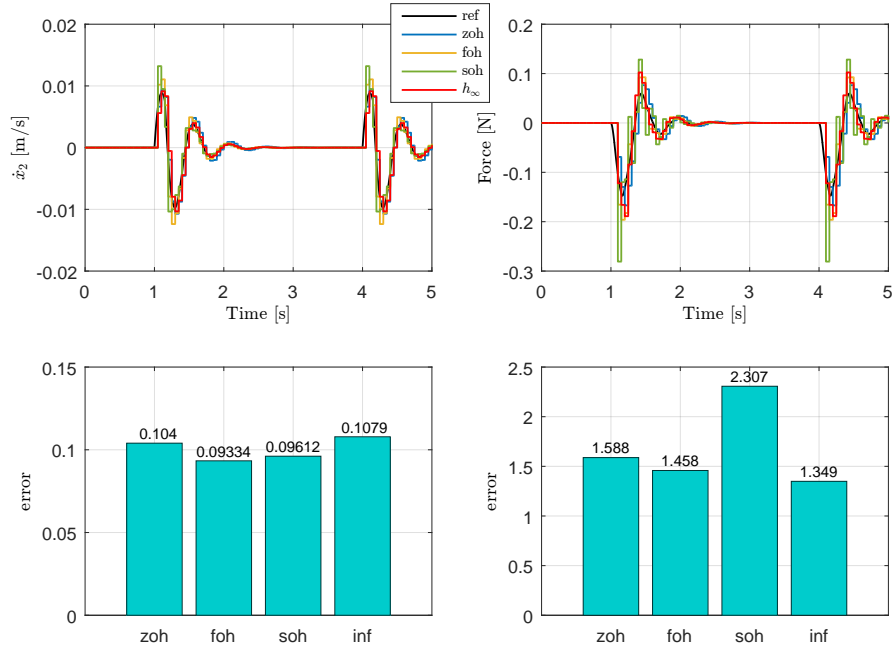 0.02
0.01
0
-0.01
-0.02
0
1
2
3
4
5
ẋ₂ [m/s]
Time [s]
ref
zoh
foh
soh
h∞
0.2
0.1
0
-0.1
-0.2
-0.3
0
1
2
3
4
5
Force [N]
Time [s]
0.15
0.1
0.05
0
error
0.104
0.09334
0.09612
0.1079
zoh
foh
soh
inf
2.5
2
1.5
1
0.5
0
error
1.588
1.458
2.307
1.349
zoh
foh
soh
inf